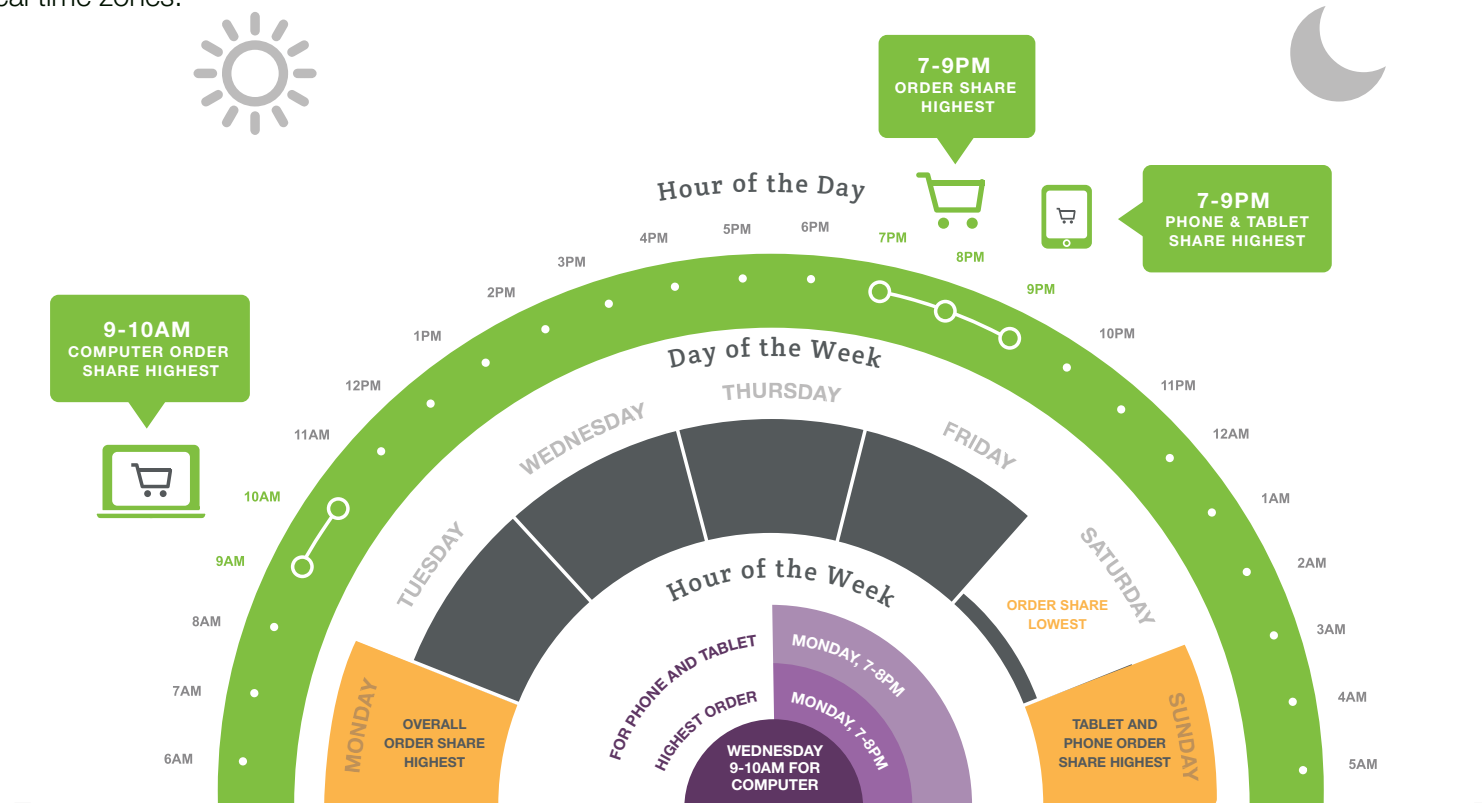 cal time zones.
7-9PM
ORDER SHARE
HIGHEST
7-9PM
PHONE & TABLET
SHARE HIGHEST
9-10AM
COMPUTER ORDER
SHARE HIGHEST
Hour of the Day
6AM
7AM
8AM
9AM
10AM
11AM
12PM
1PM
2PM
3PM
4PM
5PM
6PM
7PM
8PM
9PM
10PM
11PM
12AM
1AM
2AM
3AM
4AM
5AM
Day of the Week
MONDAY
TUESDAY
WEDNESDAY
THURSDAY
FRIDAY
SATURDAY
SUNDAY
OVERALL
ORDER SHARE
HIGHEST
ORDER SHARE
LOWEST
TABLET AND
PHONE ORDER
SHARE HIGHEST
Hour of the Week
FOR PHONE AND TABLET
MONDAY, 7-8PM
HIGHEST ORDER
MONDAY, 7-8PM
WEDNESDAY
9-10AM FOR
COMPUTER